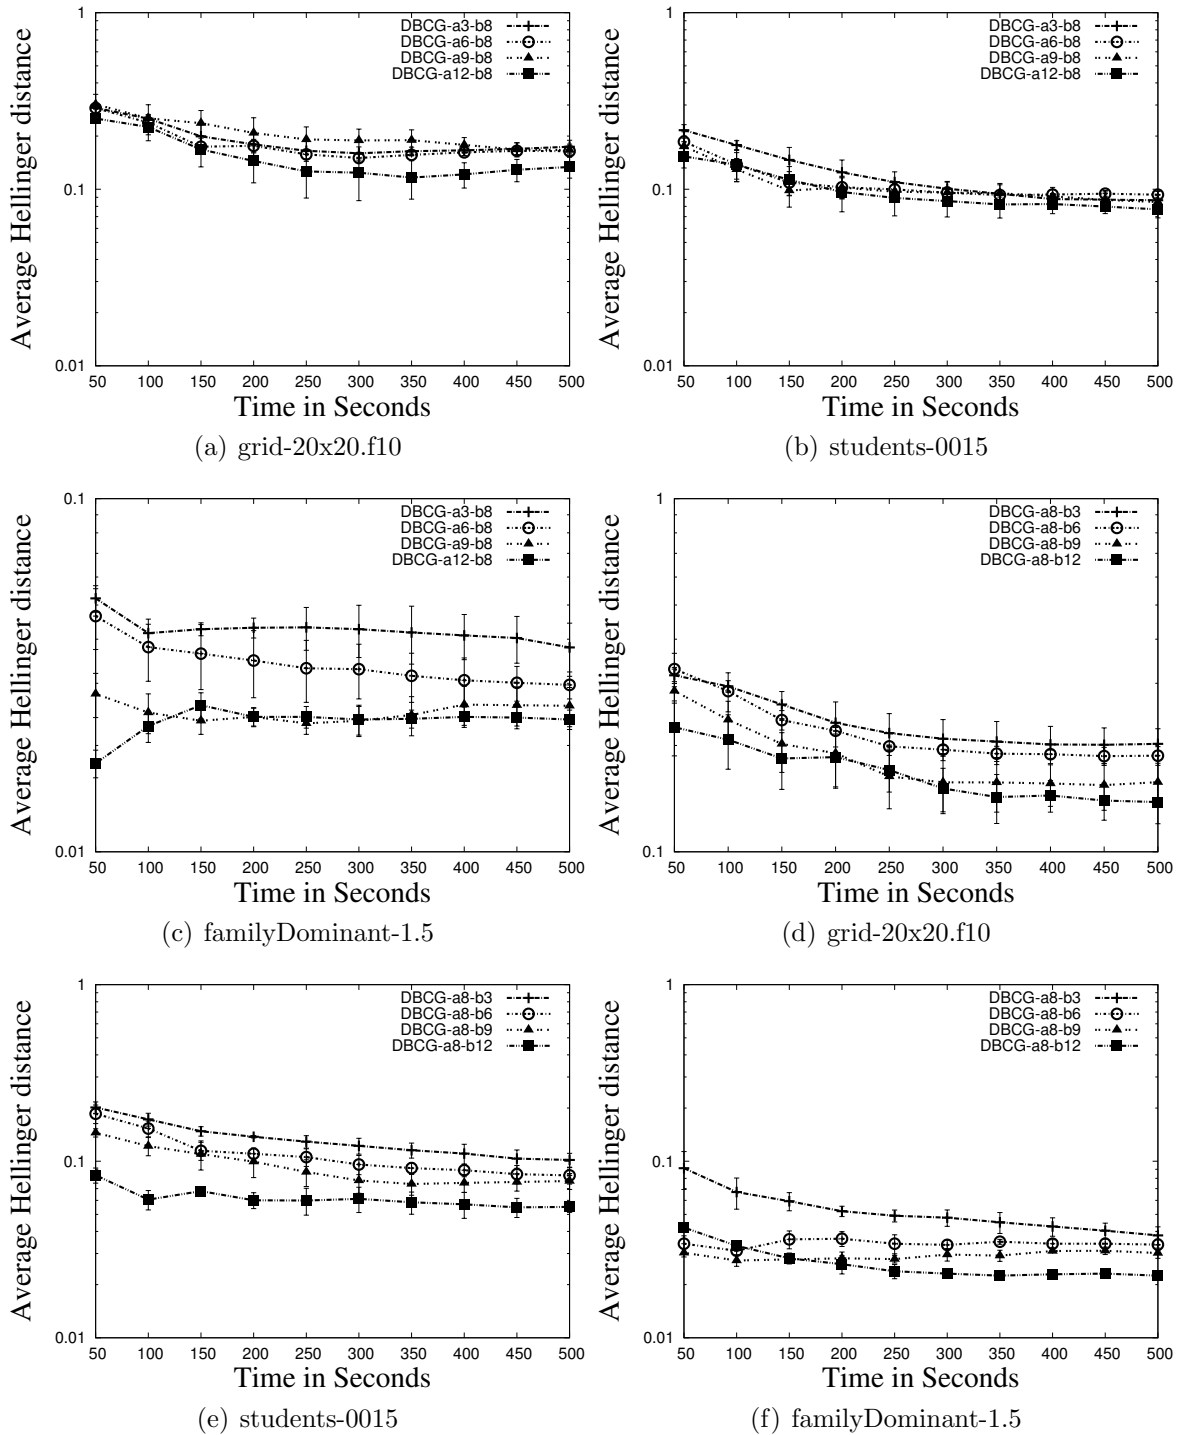 Average Hellinger distance
1
0.1
0.01
DBCG-a3-b8
DBCG-a6-b8
DBCG-a9-b8
DBCG-a12-b8
50 100 150 200 250 300 350 400 450 500
Time in Seconds
(a) grid-20x20.f10
Average Hellinger distance
1
0.1
0.01
DBCG-a3-b8
DBCG-a6-b8
DBCG-a9-b8
DBCG-a12-b8
50 100 150 200 250 300 350 400 450 500
Time in Seconds
(b) students-0015
Average Hellinger distance
0.1
0.01
DBCG-a3-b8
DBCG-a6-b8
DBCG-a9-b8
DBCG-a12-b8
50 100 150 200 250 300 350 400 450 500
Time in Seconds
(c) familyDominant-1.5
Average Hellinger distance
1
0.1
DBCG-a8-b3
DBCG-a8-b6
DBCG-a8-b9
DBCG-a8-b12
50 100 150 200 250 300 350 400 450 500
Time in Seconds
(d) grid-20x20.f10
Average Hellinger distance
1
0.1
0.01
DBCG-a8-b3
DBCG-a8-b6
DBCG-a8-b9
DBCG-a8-b12
50 100 150 200 250 300 350 400 450 500
Time in Seconds
(e) students-0015
Average Hellinger distance
1
0.1
0.01
DBCG-a8-b3
DBCG-a8-b6
DBCG-a8-b9
DBCG-a8-b12
50 100 150 200 250 300 350 400 450 500
Time in Seconds
(f) familyDominant-1.5